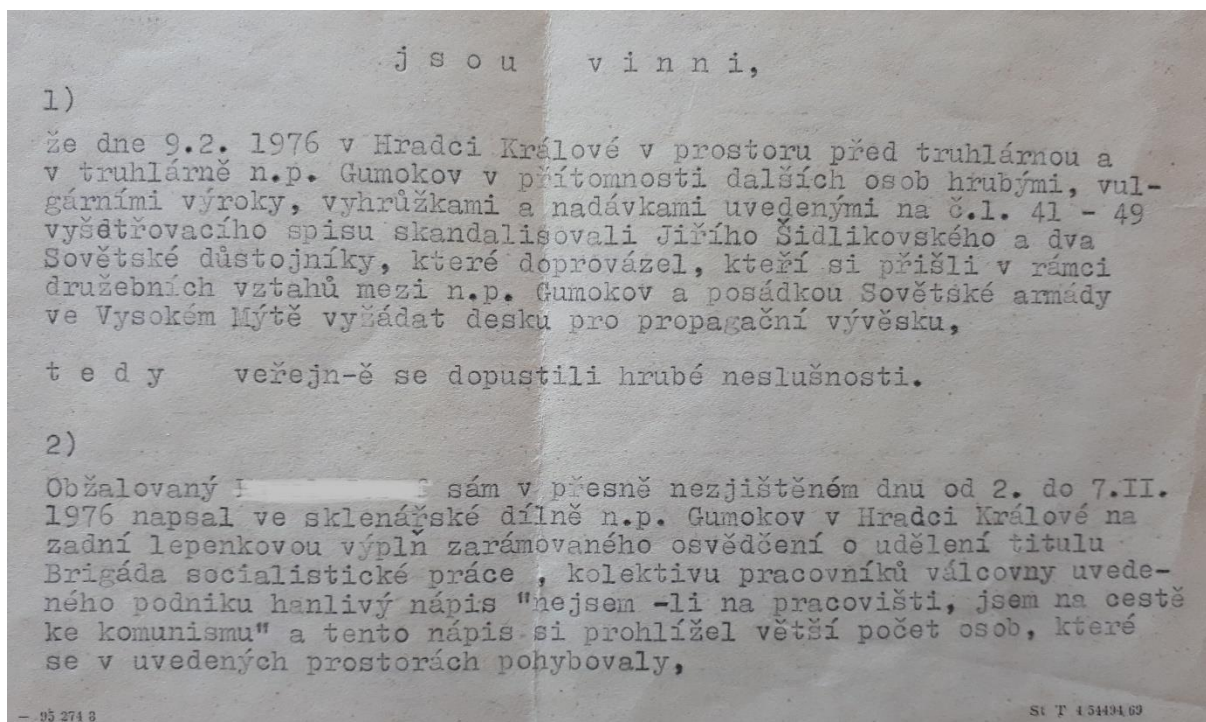 j s o u   v i n n i,
1)
že dne 9.2. 1976 v Hradci Králové v prostoru před truhlárnou a
v truhlárně n.p. Gumokov v přítomnosti dalších osob hrubými, vul-
gárními výroky, vyhrůžkami a nadávkami uvedenými na č.l. 41 - 49
vyšětřovacího spisu skandalisovali Jiřího Šidlikovského a dva
Sovětské důstojníky, které doprovázel, kteří si přišli v rámci
družebních vztahů mezi n.p. Gumokov a posádkou Sovětské armády
ve Vysokém Mýtě vyžádat desku pro propagační vývěsku,
t e d y   veřejn-ě se dopustili hrubé neslušnosti.
2)
Obžalovaný sám v přesně nezjištěném dnu od 2. do 7.II.
1976 napsal ve sklenářské dílně n.p. Gumokov v Hradci Králové na
zadní lepenkovou výplň zarámovaného osvědčení o udělení titulu
Brigáda socialistické práce , kolektivu pracovníků válcovny uvede-
ného podniku hanlivý nápis "nejsem -li na pracovišti, jsem na cestě
ke komunismu" a tento nápis si prohlížel větší počet osob, které
se v uvedených prostorách pohybovaly,
— 95 274 3
St T 4 54494 69